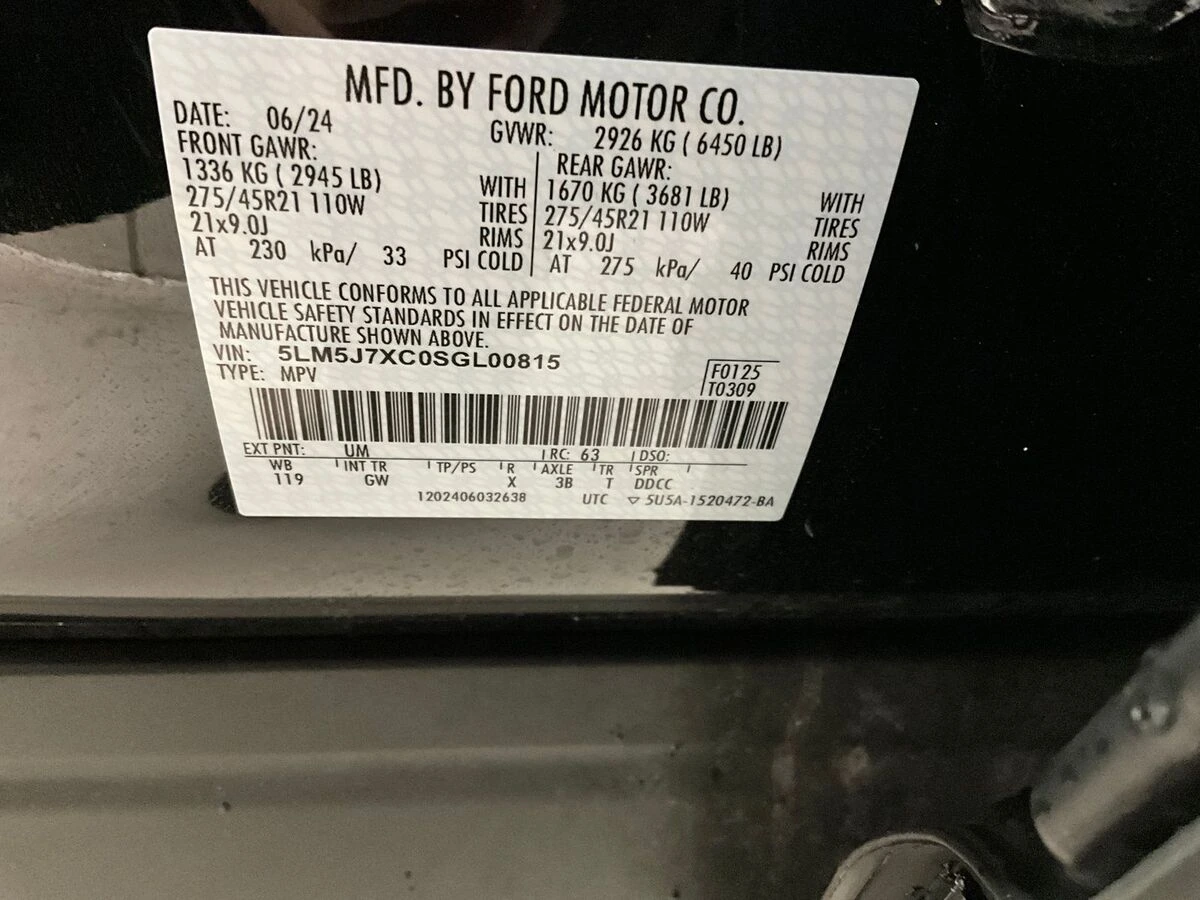 MFD. BY FORD MOTOR CO.
DATE: 06/24 GVWR: 2926 KG ( 6450 LB)
FRONT GAWR: REAR GAWR:
1336 KG ( 2945 LB) WITH 1670 KG ( 3681 LB) WITH
275/45R21 110W TIRES 275/45R21 110W TIRES
21x9.0J RIMS 21x9.0J RIMS
AT 230 kPa/ 33 PSI COLD AT 275 kPa/ 40 PSI COLD
THIS VEHICLE CONFORMS TO ALL APPLICABLE FEDERAL MOTOR
VEHICLE SAFETY STANDARDS IN EFFECT ON THE DATE OF
MANUFACTURE SHOWN ABOVE.
VIN: 5LM5J7XC0SGL00815
TYPE: MPV
F0125
T0309
EXT PNT: UM RC: 63 DSO:
WB INT TR TP/PS R AXLE TR SPR
119 GW X 3B T DDCC
1202406032638 UTC ▽ 5U5A-1520472-BA